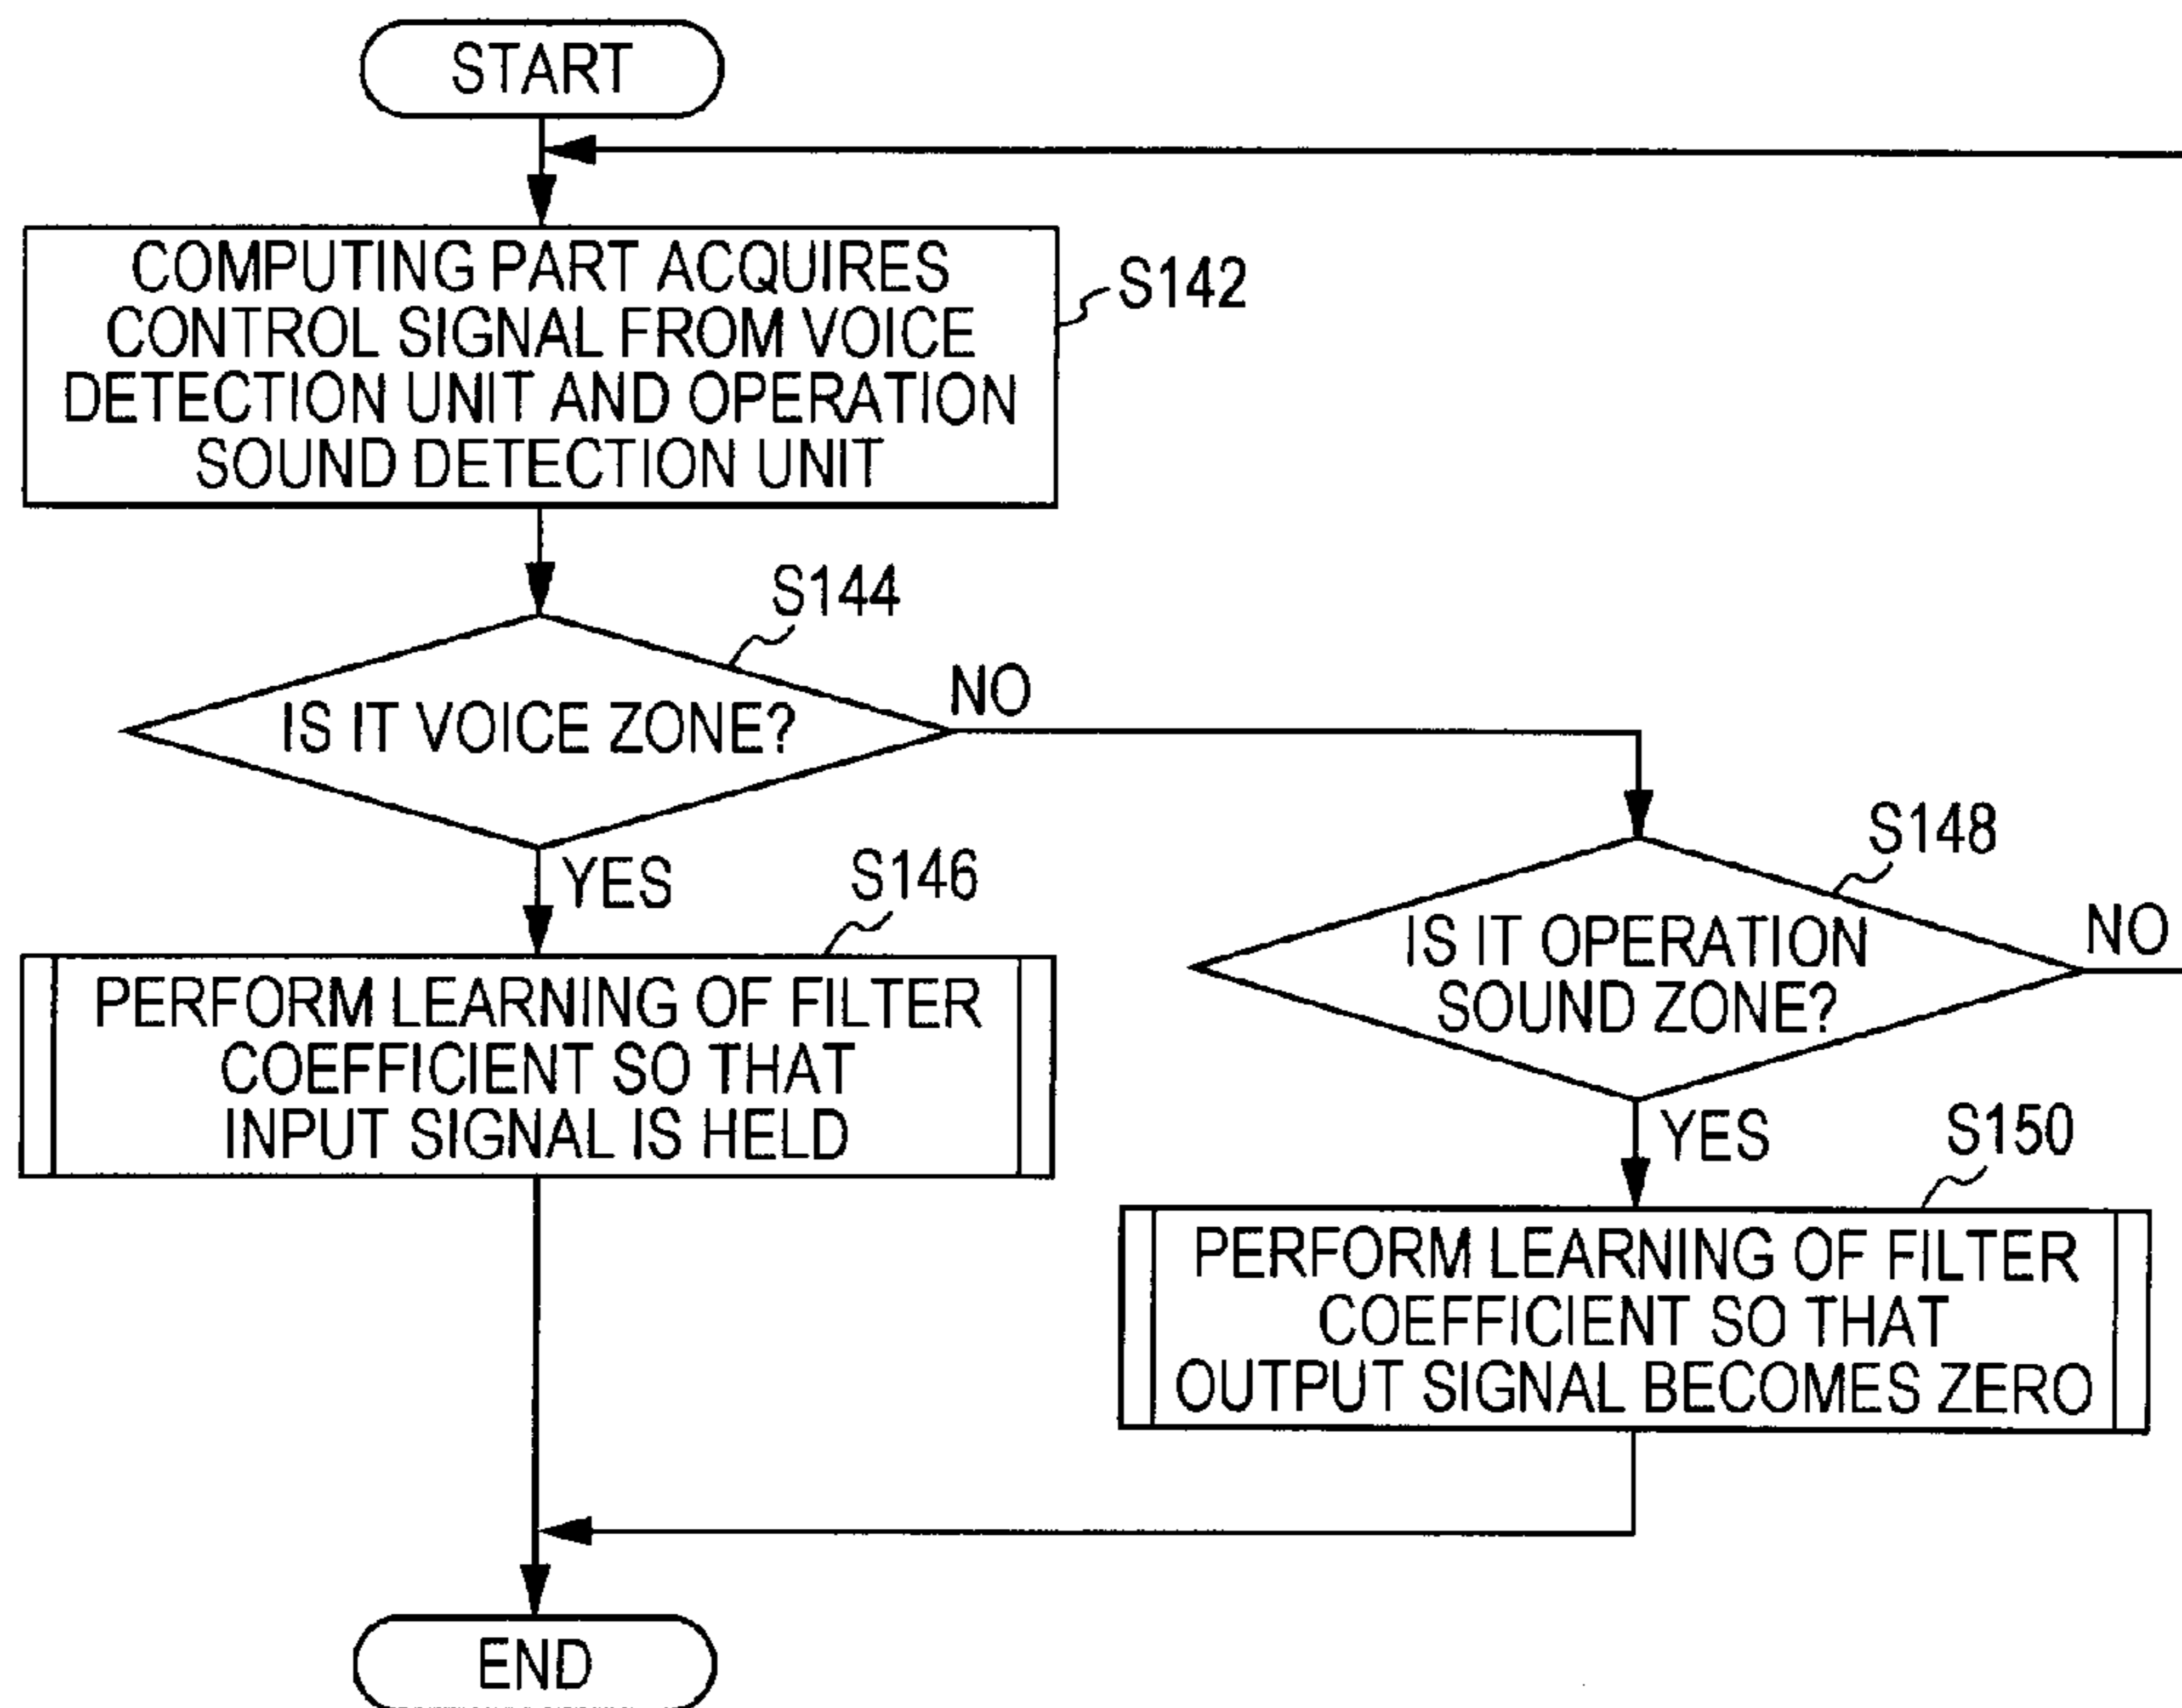 START
COMPUTING PART ACQUIRES
CONTROL SIGNAL FROM VOICE
DETECTION UNIT AND OPERATION
SOUND DETECTION UNIT
S142
S144
IS IT VOICE ZONE?
NO
YES
S146
PERFORM LEARNING OF FILTER
COEFFICIENT SO THAT
INPUT SIGNAL IS HELD
S148
IS IT OPERATION
SOUND ZONE?
NO
YES
S150
PERFORM LEARNING OF FILTER
COEFFICIENT SO THAT
OUTPUT SIGNAL BECOMES ZERO
END